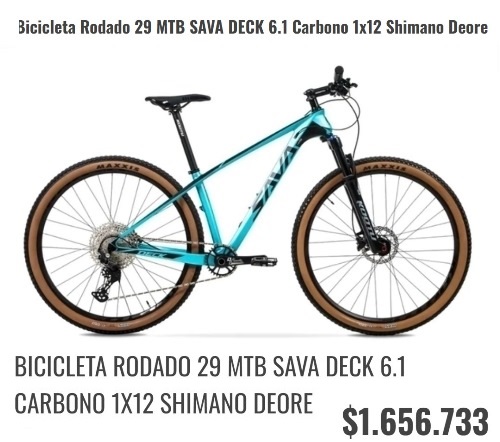 Bicicleta Rodado 29 MTB SAVA DECK 6.1 Carbono 1x12 Shimano Deore
MAXXIS
SAVA
DECK
BICICLETA RODADO 29 MTB SAVA DECK 6.1
CARBONO 1X12 SHIMANO DEORE
$1.656.733